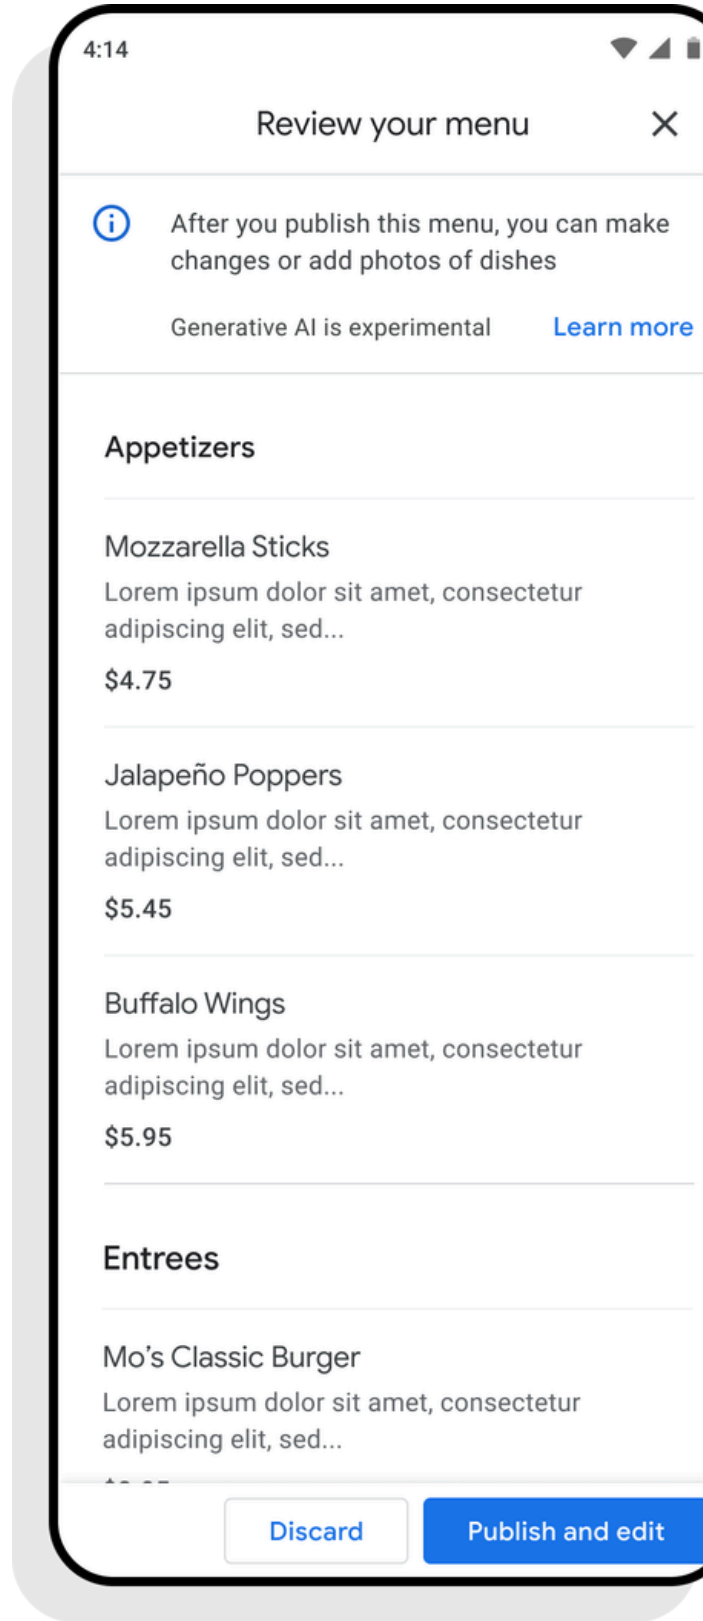 4:14
Review your menu
After you publish this menu, you can make
changes or add photos of dishes
Generative AI is experimental Learn more
Appetizers
Mozzarella Sticks
Lorem ipsum dolor sit amet, consectetur
adipiscing elit, sed...
$4.75
Jalapeño Poppers
Lorem ipsum dolor sit amet, consectetur
adipiscing elit, sed...
$5.45
Buffalo Wings
Lorem ipsum dolor sit amet, consectetur
adipiscing elit, sed...
$5.95
Entrees
Mo's Classic Burger
Lorem ipsum dolor sit amet, consectetur
adipiscing elit, sed...
Discard Publish and edit